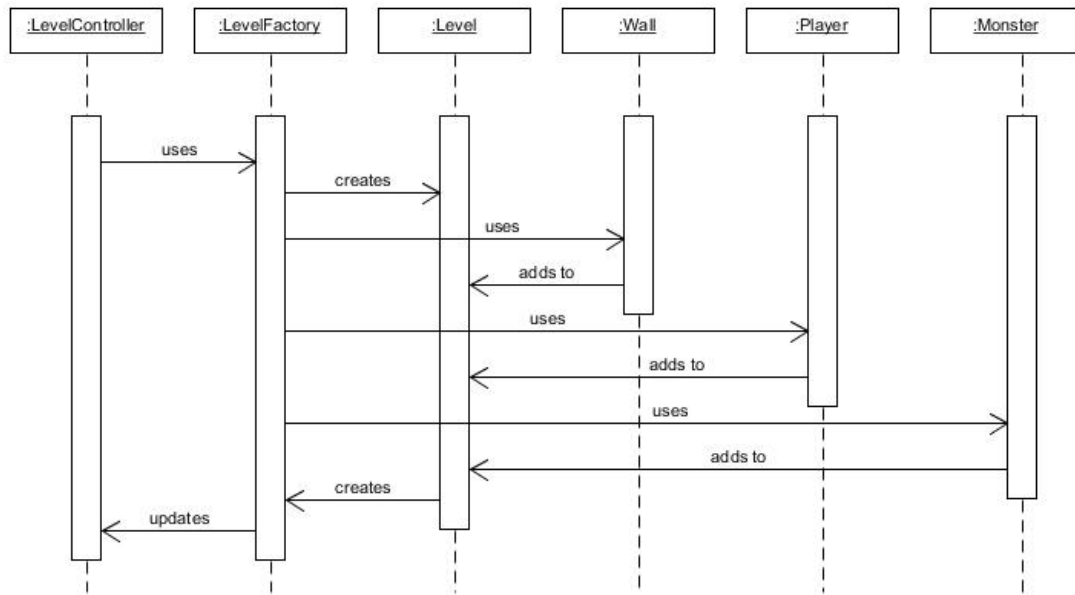 :LevelController
:LevelFactory
:Level
:Wall
:Player
:Monster
uses
creates
uses
adds to
uses
adds to
uses
adds to
creates
updates